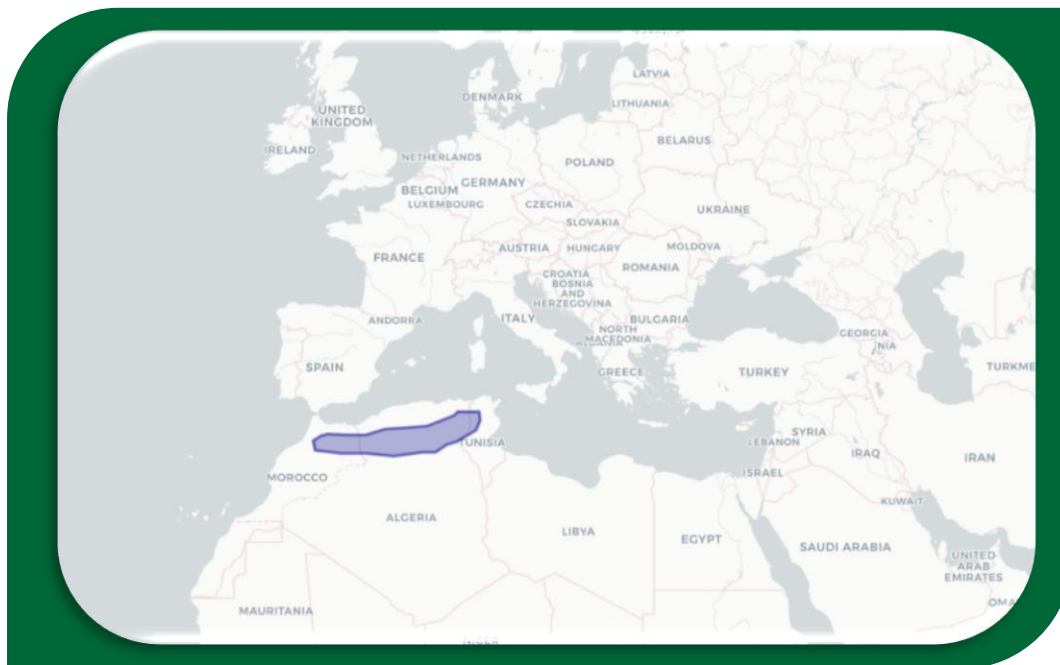 LATVIA
DENMARK
LITHUANIA
UNITED
KINGDOM
BELARUS
IRELAND
NETHERLANDS
POLAND
GERMANY
BELGIUM
LUXEMBOURG
CZECHIA
UKRAINE
SLOVAKIA
AUSTRIA
HUNGARY
MOLDOVA
FRANCE
ROMANIA
CROATIA
BOSNIA
AND
HERZEGOVINA
ANDORRA
ITALY
BULGARIA
NORTH
MACEDONIA
GEORGIA
NIA
SPAIN
GREECE
TURKEY
TURKME
SYRIA
TUNISIA
LEBANON
IRAQ
IRAN
MOROCCO
ISRAEL
KUWAIT
ALGERIA
LIBYA
EGYPT
SAUDI ARABIA
UNITED
ARAB
EMIRATES
OMA
MAURITANIA